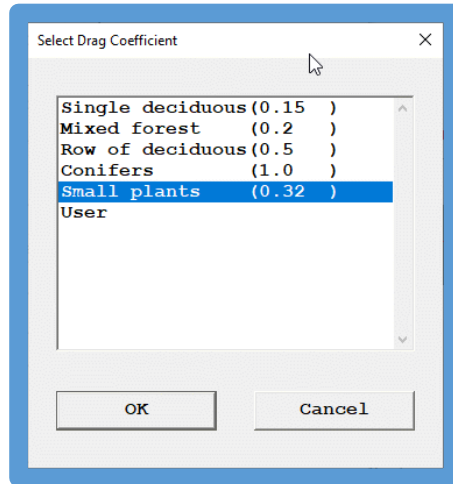 Select Drag Coefficient
Single deciduous(0.15  )
Mixed forest    (0.2   )
Row of deciduous(0.5   )
Conifers        (1.0   )
Small plants    (0.32  )
User
OK
Cancel